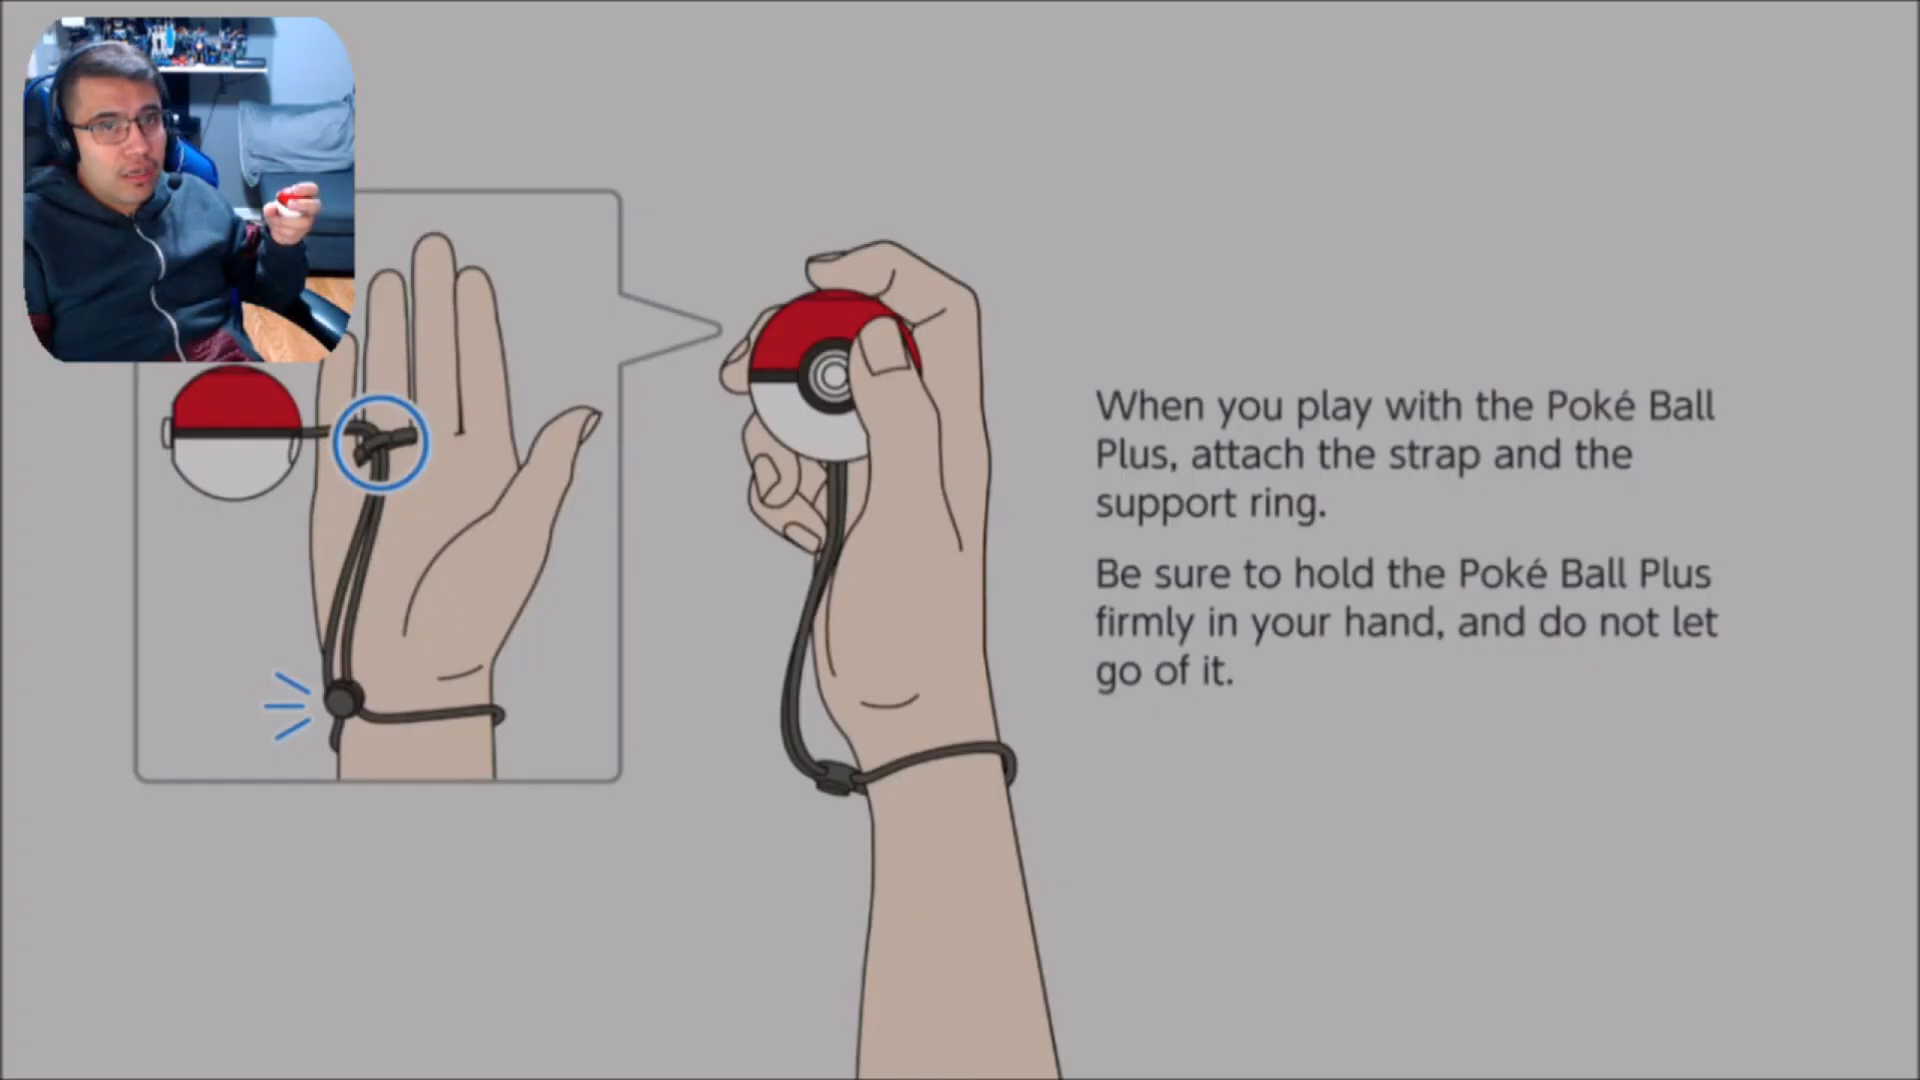 When you play with the Poké Ball
Plus, attach the strap and the
support ring.
Be sure to hold the Poké Ball Plus
firmly in your hand, and do not let
go of it.